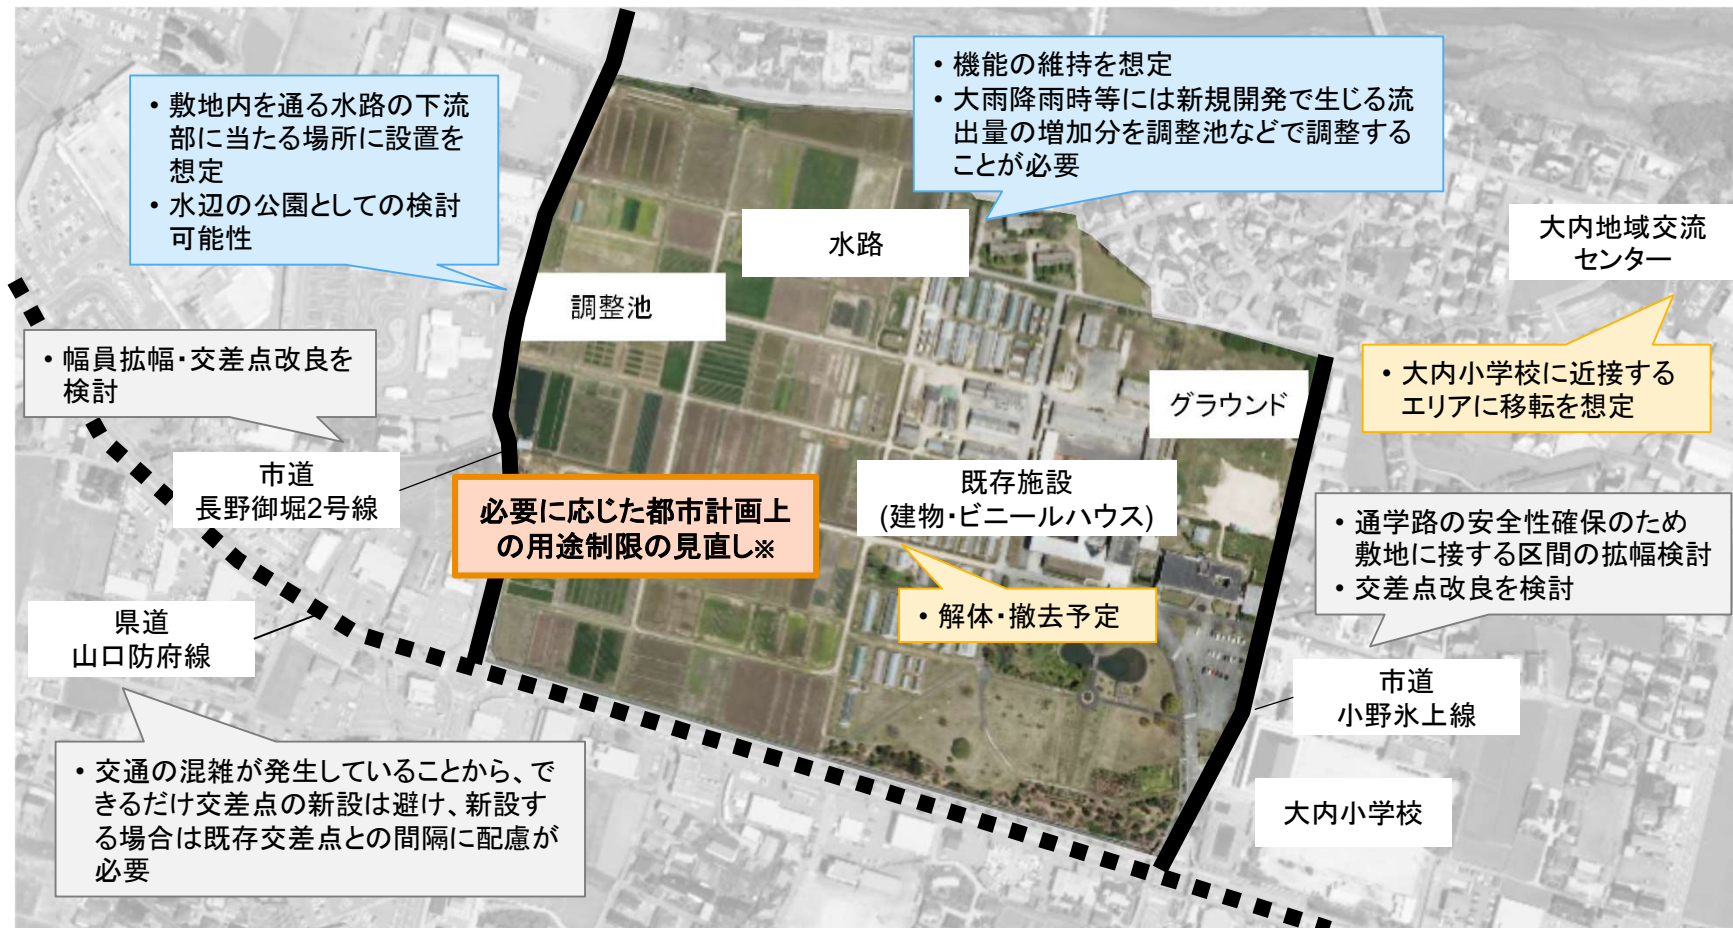 ・敷地内を通る水路の下流
部に当たる場所に設置を
想定
・水辺の公園としての検討
可能性
・機能の維持を想定
・大雨降雨時等には新規開発で生じる流
出量の増加分を調整池などで調整する
ことが必要
水路
大内地域交流
センター
調整池
・幅員拡幅・交差点改良を
検討
・大内小学校に近接する
エリアに移転を想定
グラウンド
市道
長野御堀2号線
必要に応じた都市計画上
の用途制限の見直し※
既存施設
(建物・ビニールハウス)
・通学路の安全性確保のため
敷地に接する区間の拡幅検討
・交差点改良を検討
・解体・撤去予定
県道
山口防府線
市道
小野氷上線
・交通の混雑が発生していることから、で
きるだけ交差点の新設は避け、新設す
る場合は既存交差点との間隔に配慮が
必要
大内小学校